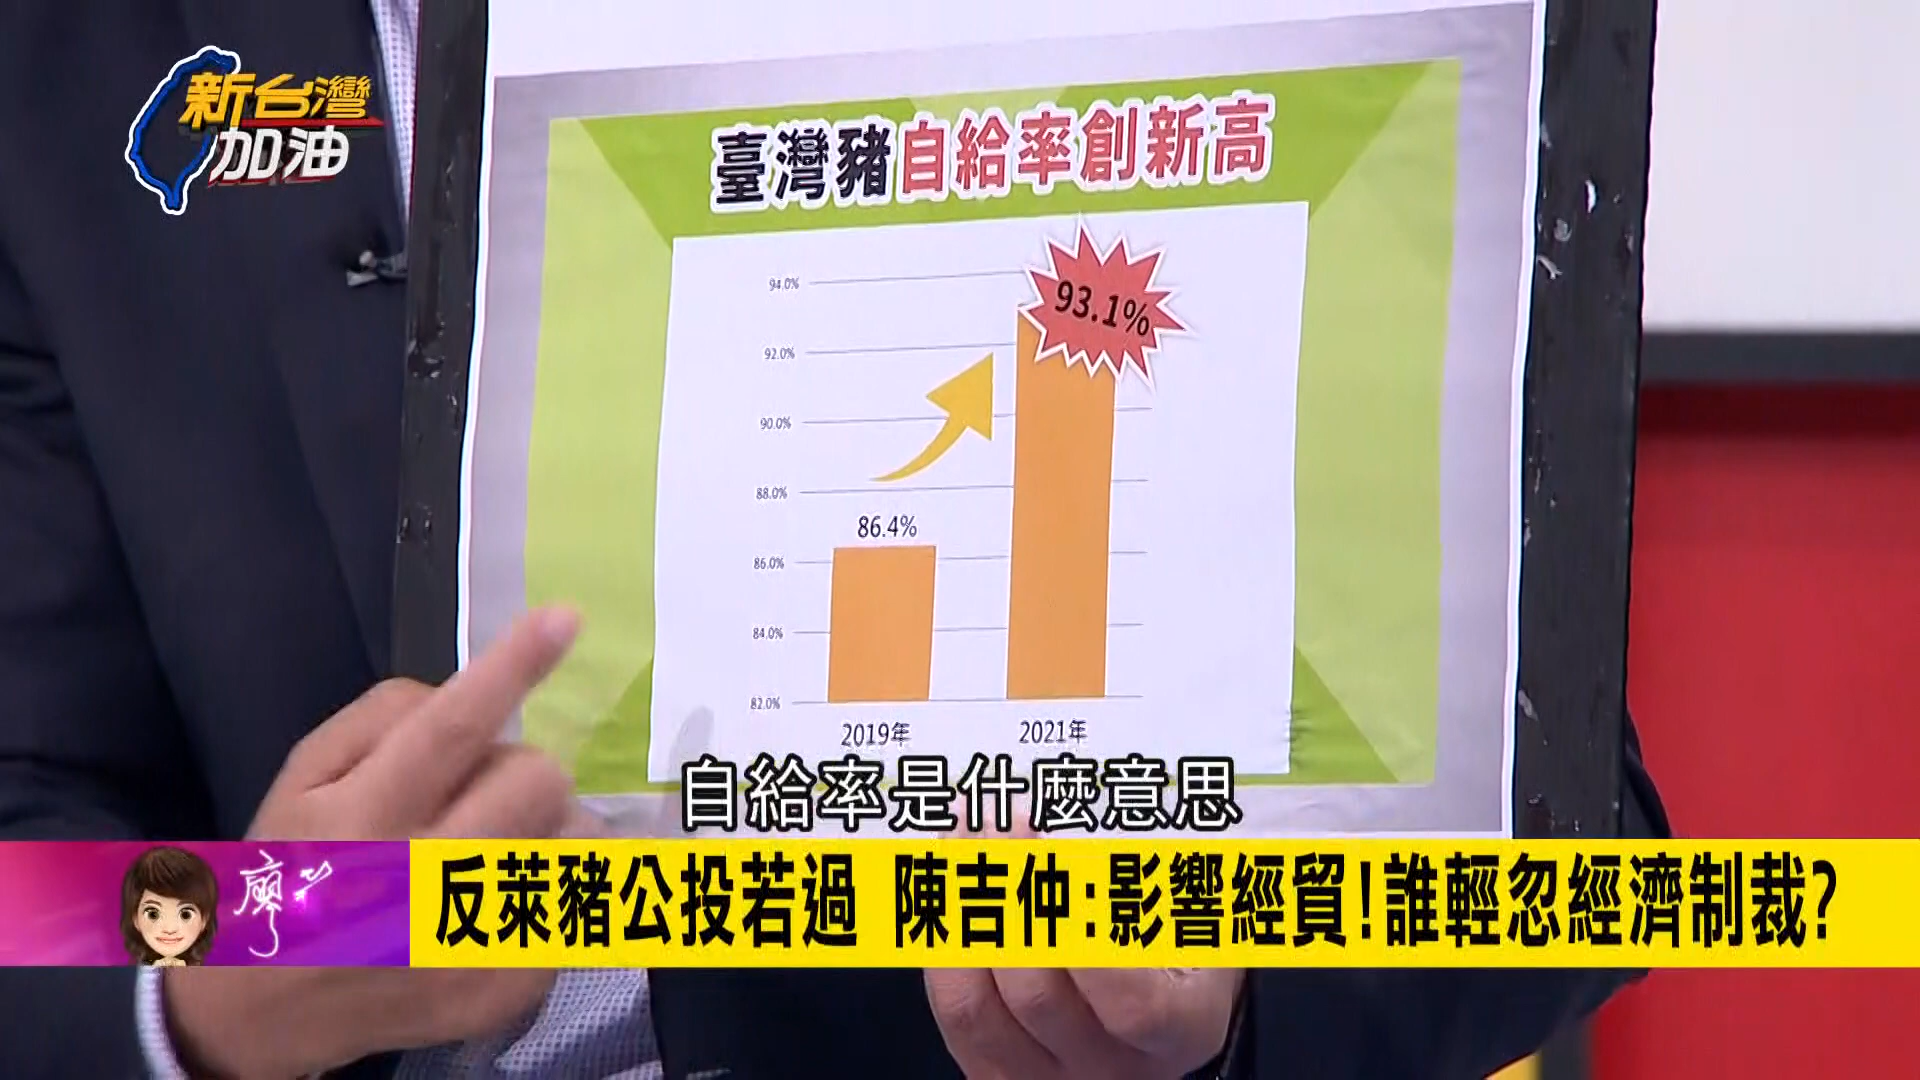 新台灣
加油
臺灣豬自給率創新高
94.0%
93.1%
92.0%
90.0%
88.0%
86.4%
86.0%
84.0%
82.0%
2019年
2021年
自給率是什麼意思
廖
反萊豬公投若過 陳吉仲:影響經貿!誰輕忽經濟制裁?